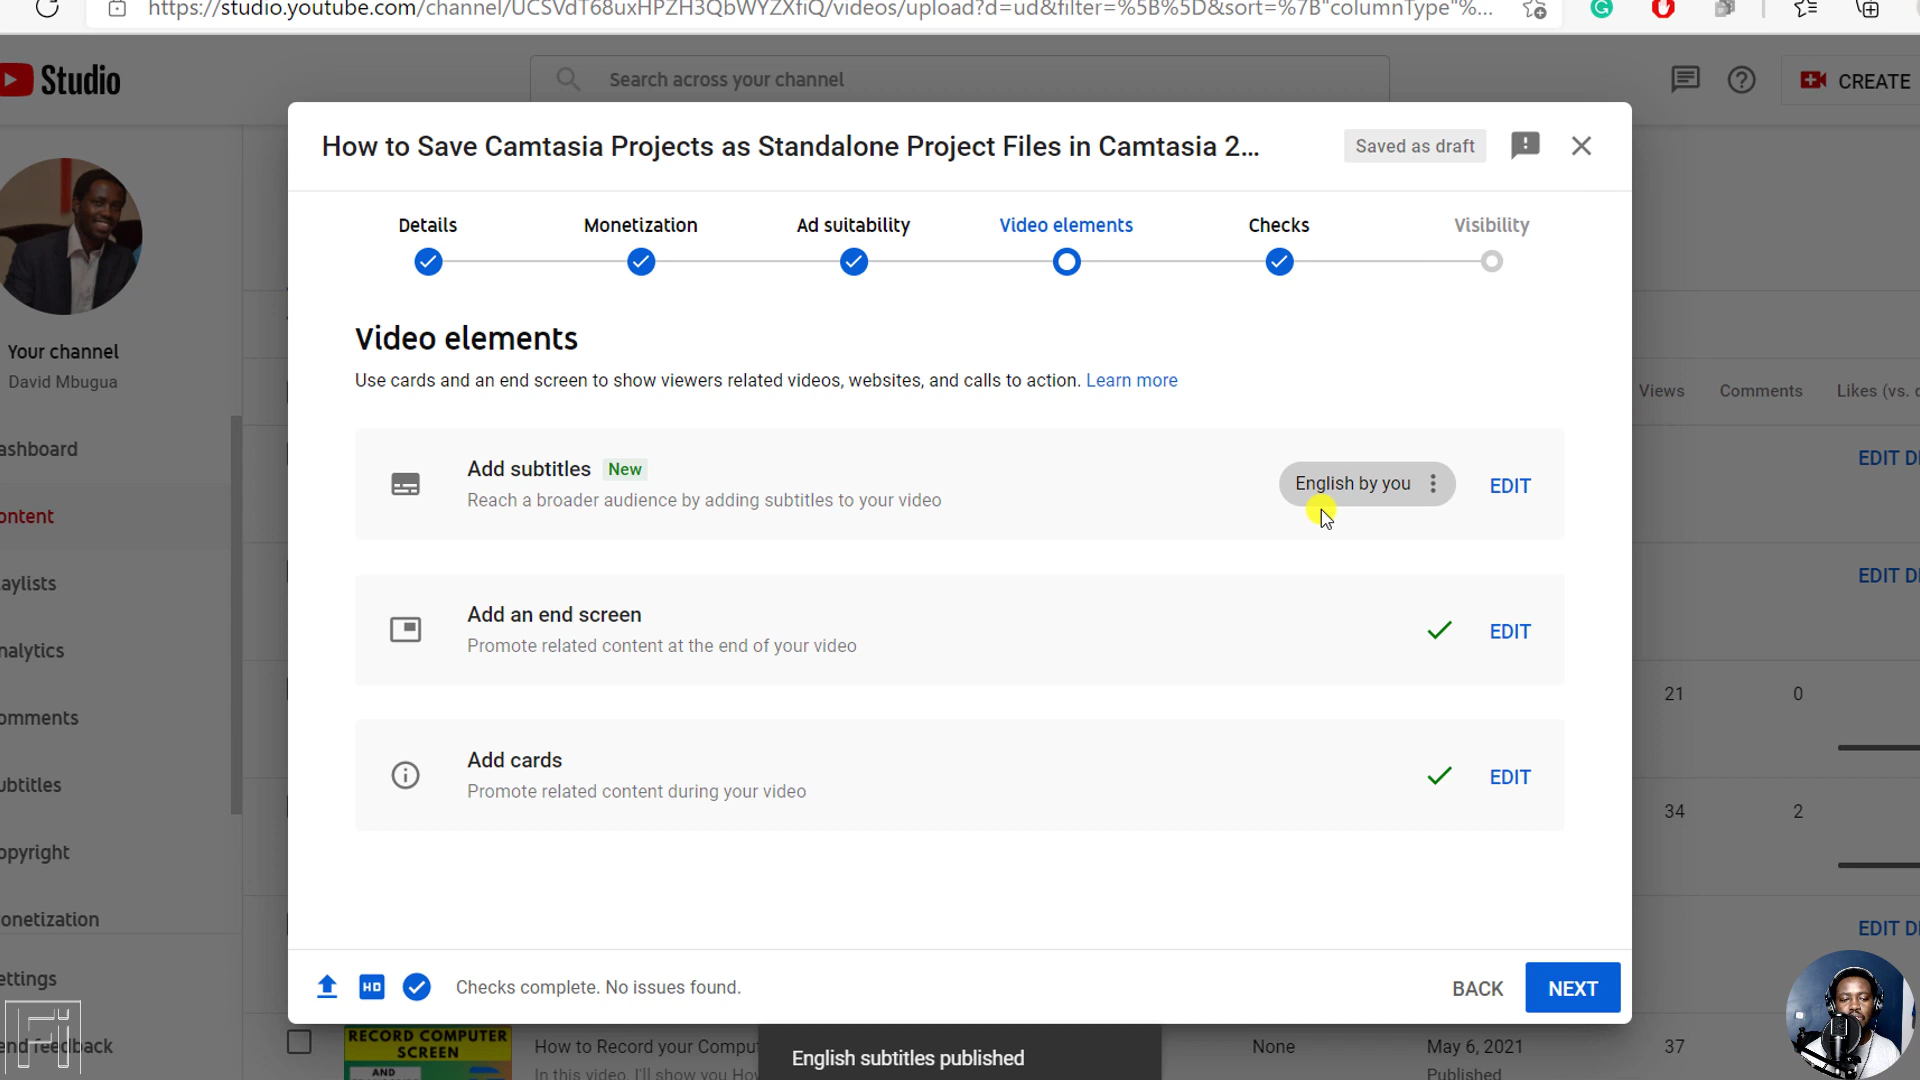 https://studio.youtube.com/channel/UCSVdT68uxHPZH3QbWYZXfiQ/videos/upload?d=ud&filter=%5B%5D&sort=%7B"columnType"%...
Studio
Search across your channel
CREATE
How to Save Camtasia Projects as Standalone Project Files in Camtasia 2...
Saved as draft
Details
Monetization
Ad suitability
Video elements
Checks
Visibility
Your channel
David Mbugua
ashboard
ontent
aylists
nalytics
omments
ubtitles
opyright
onetization
ettings
end feedback
Video elements
Use cards and an end screen to show viewers related videos, websites, and calls to action. Learn more
Add subtitles New
Reach a broader audience by adding subtitles to your video
English by you
EDIT
Add an end screen
Promote related content at the end of your video
EDIT
Add cards
Promote related content during your video
EDIT
Views
Comments
Likes (vs. d
EDIT D
EDIT D
21
0
34
2
EDIT D
HD
Checks complete. No issues found.
BACK
NEXT
RECORD COMPUTER
SCREEN
AND
How to Record your Compu
In this video, I'll show you How
None
May 6, 2021
Published
37
English subtitles published